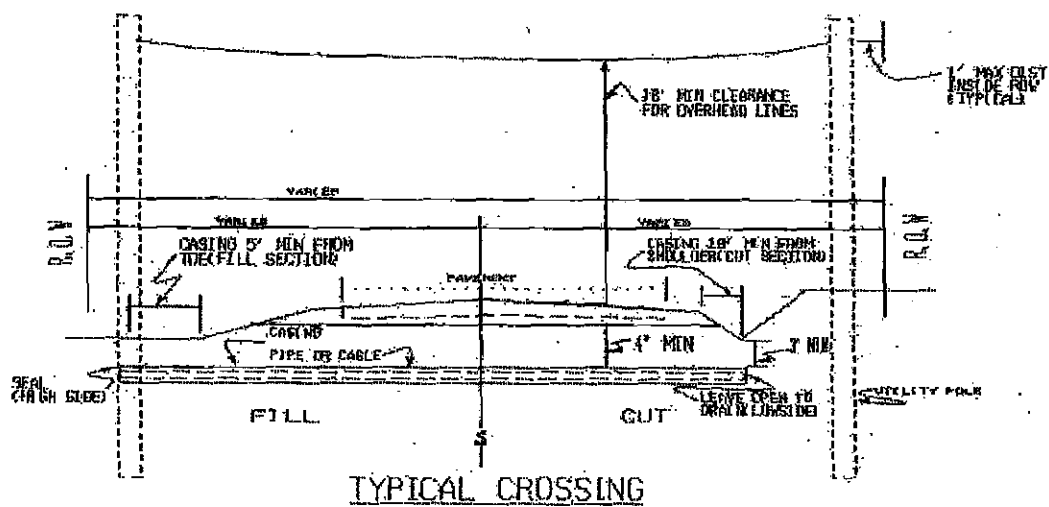 1' MAX DIST
INSIDE ROW
(TYPICAL)
18' MIN CLEARANCE
FOR OVERHEAD LINES
VARIES
VARIES
VARIES
R.O.W
R.O.W
CASING 5' MIN FROM
TOE(FILL SECTION)
CASING 10' MIN FROM
SHOULDER(CUT SECTION)
PAVEMENT
CASING
PIPE OR CABLE
4' MIN
3' MIN
SEAL
(HIGH SIDE)
LEAVE OPEN TO
DRAIN(LOWSIDE)
UTILITY POLE
FILL
CUT
TYPICAL CROSSING